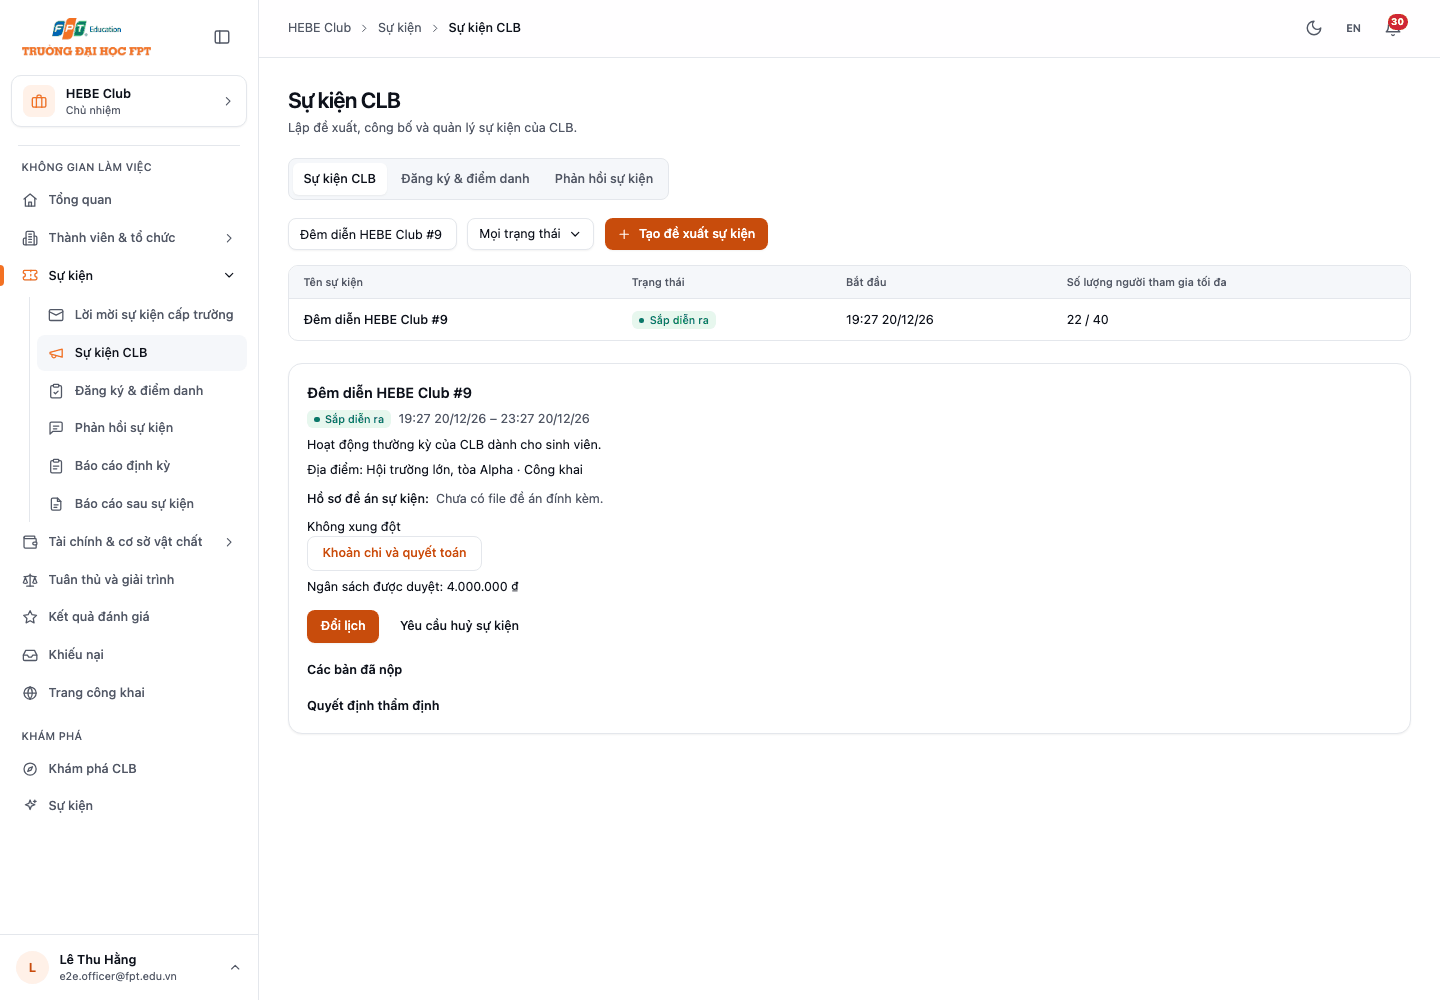 FPT Education
TRƯỜNG ĐẠI HỌC FPT
HEBE Club
Chủ nhiệm
KHÔNG GIAN LÀM VIỆC
Tổng quan
Thành viên & tổ chức
Sự kiện
Lời mời sự kiện cấp trường
Sự kiện CLB
Đăng ký & điểm danh
Phản hồi sự kiện
Báo cáo định kỳ
Báo cáo sau sự kiện
Tài chính & cơ sở vật chất
Tuân thủ và giải trình
Kết quả đánh giá
Khiếu nại
Trang công khai
KHÁM PHÁ
Khám phá CLB
Sự kiện
L
Lê Thu Hằng
e2e.officer@fpt.edu.vn
HEBE Club Sự kiện Sự kiện CLB
EN
30
Sự kiện CLB
Lập đề xuất, công bố và quản lý sự kiện của CLB.
Sự kiện CLB Đăng ký & điểm danh Phản hồi sự kiện
Đêm diễn HEBE Club #9 Mọi trạng thái + Tạo đề xuất sự kiện
Tên sự kiện Trạng thái Bắt đầu Số lượng người tham gia tối đa
Đêm diễn HEBE Club #9 Sắp diễn ra 19:27 20/12/26 22 / 40
Đêm diễn HEBE Club #9
Sắp diễn ra 19:27 20/12/26 – 23:27 20/12/26
Hoạt động thường kỳ của CLB dành cho sinh viên.
Địa điểm: Hội trường lớn, tòa Alpha · Công khai
Hồ sơ đề án sự kiện: Chưa có file đề án đính kèm.
Không xung đột
Khoản chi và quyết toán
Ngân sách được duyệt: 4.000.000 ₫
Đổi lịch Yêu cầu huỷ sự kiện
Các bản đã nộp
Quyết định thẩm định